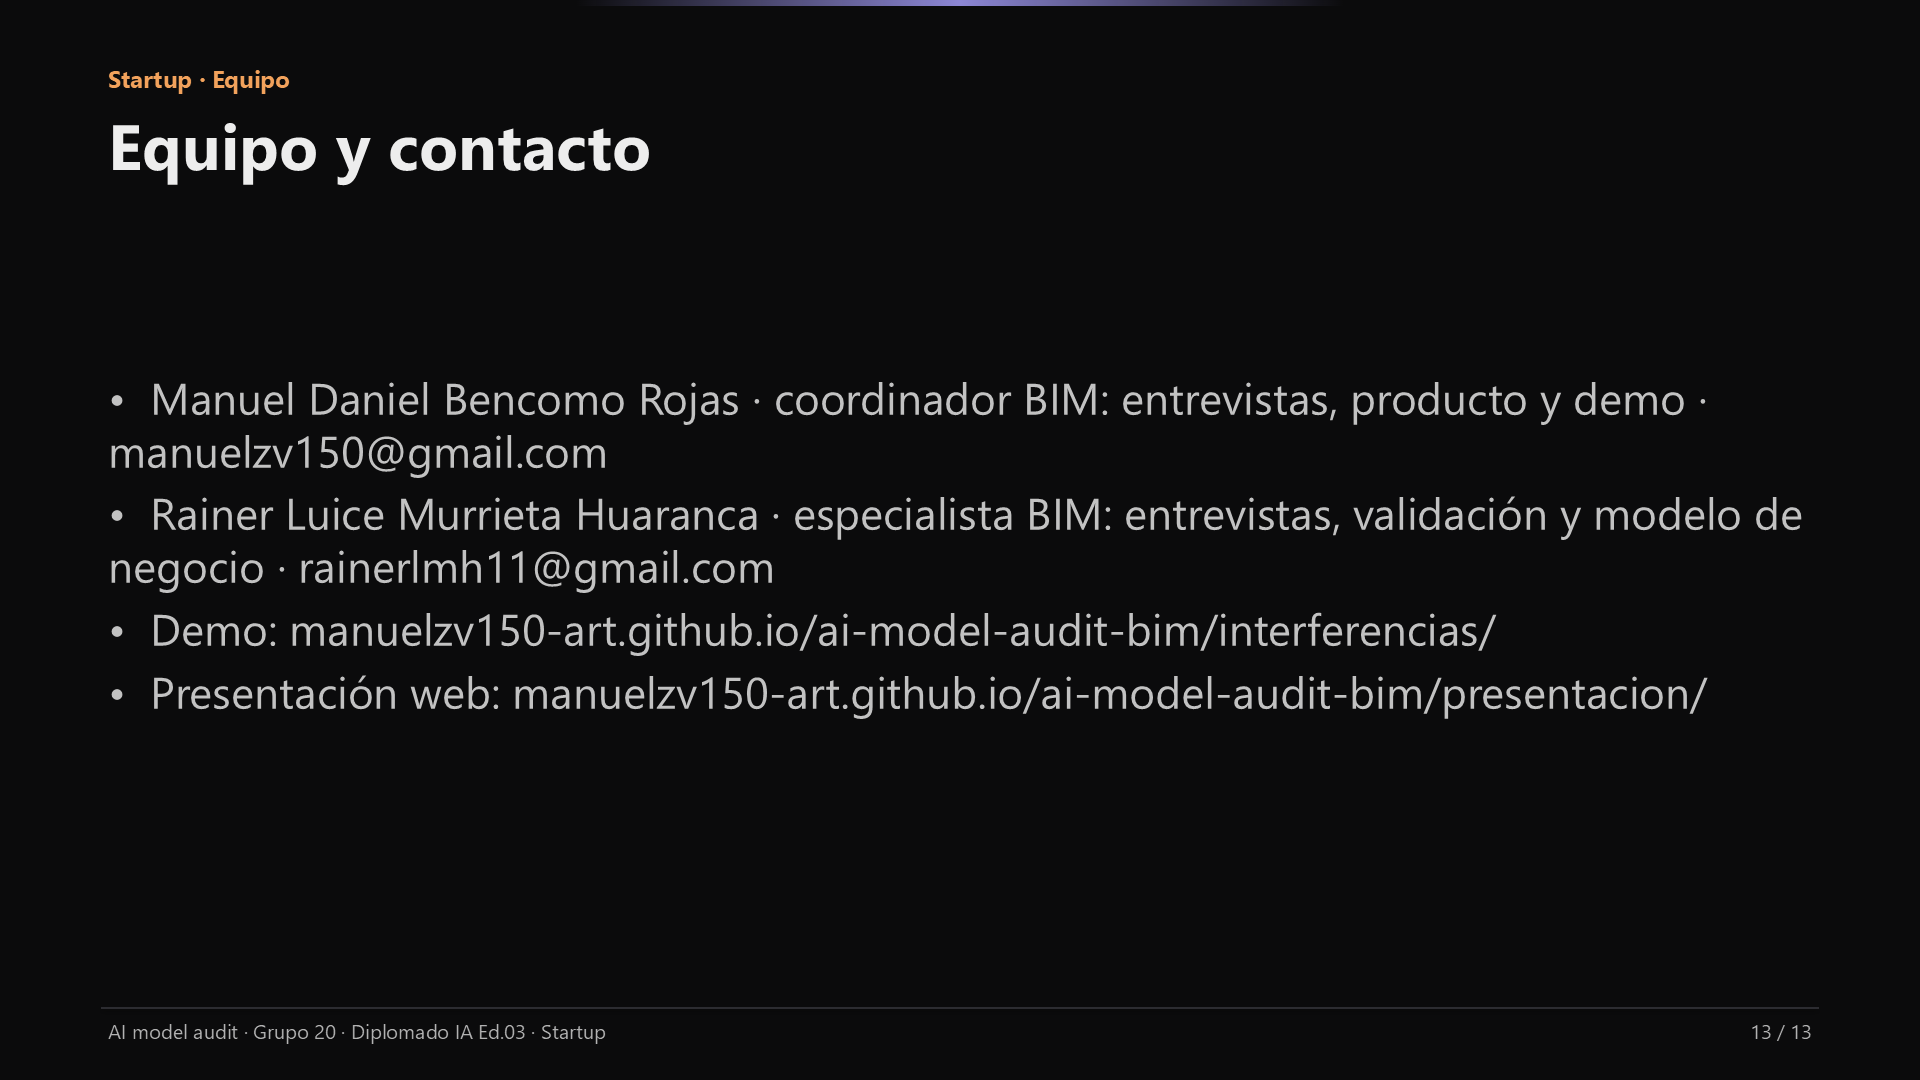 Startup · Equipo
Equipo y contacto
• Manuel Daniel Bencomo Rojas · coordinador BIM: entrevistas, producto y demo ·
manuelzv150@gmail.com
• Rainer Luice Murrieta Huaranca · especialista BIM: entrevistas, validación y modelo de
negocio · rainerlmh11@gmail.com
• Demo: manuelzv150-art.github.io/ai-model-audit-bim/interferencias/
• Presentación web: manuelzv150-art.github.io/ai-model-audit-bim/presentacion/
AI model audit · Grupo 20 · Diplomado IA Ed.03 · Startup
13 / 13